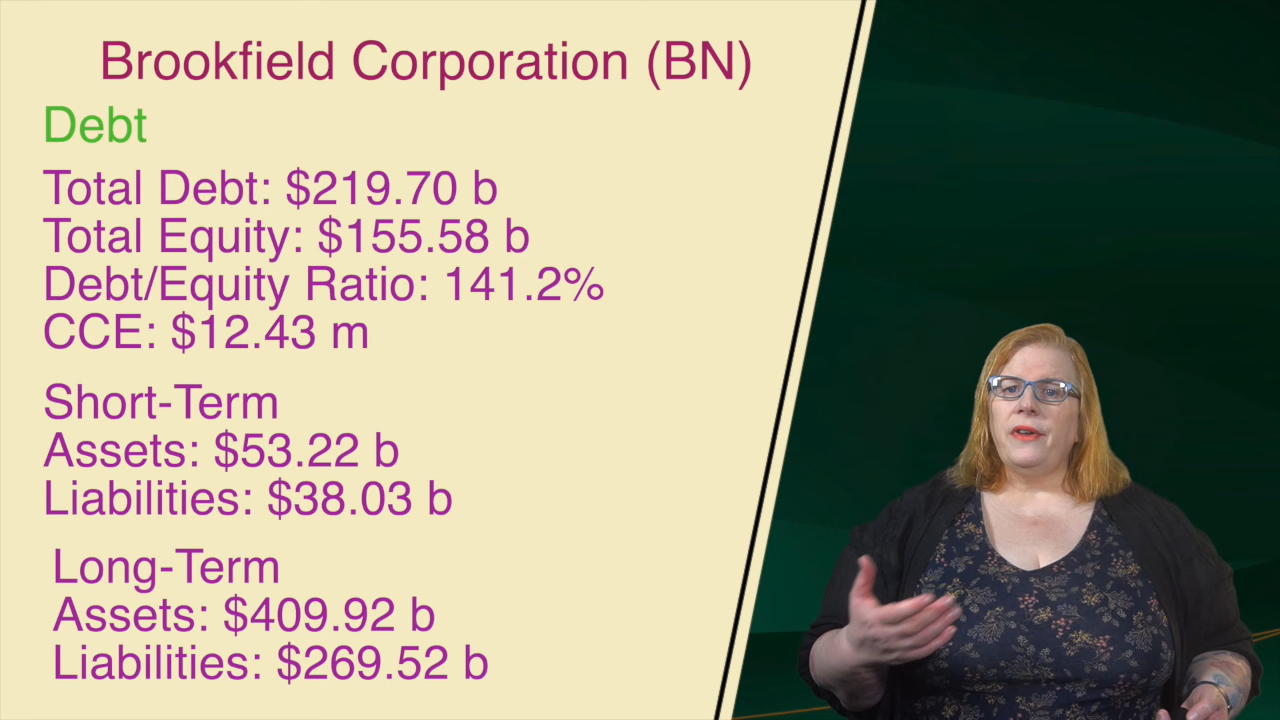 Brookfield Corporation (BN)
Debt
Total Debt: $219.70 b
Total Equity: $155.58 b
Debt/Equity Ratio: 141.2%
CCE: $12.43 m
Short-Term
Assets: $53.22 b
Liabilities: $38.03 b
Long-Term
Assets: $409.92 b
Liabilities: $269.52 b